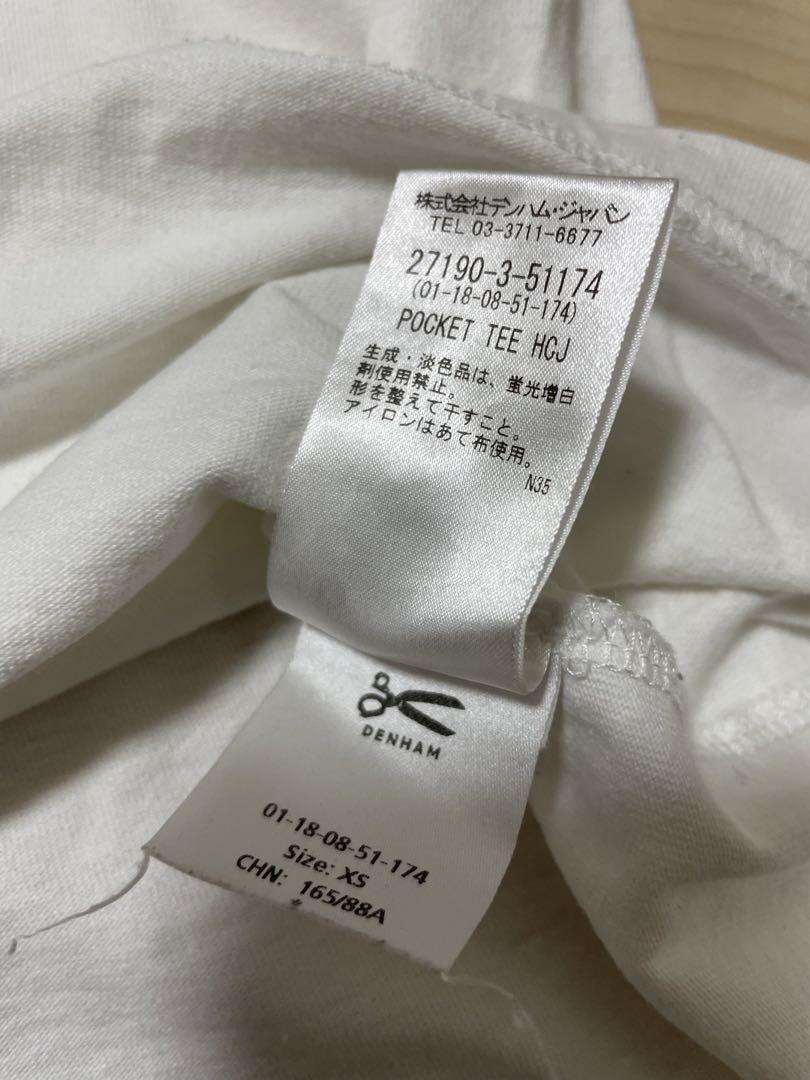 株式会社デンハム・ジャパン
TEL 03-3711-6677
27190-3-51174
(01-18-08-51-174)
POCKET TEE HCJ
生成・淡色品は、蛍光増白
剤使用禁止。
形を整えて干すこと。
アイロンはあて布使用。
N35
DENHAM
01-18-08-51-174
Size: XS
CHN: 165/88A